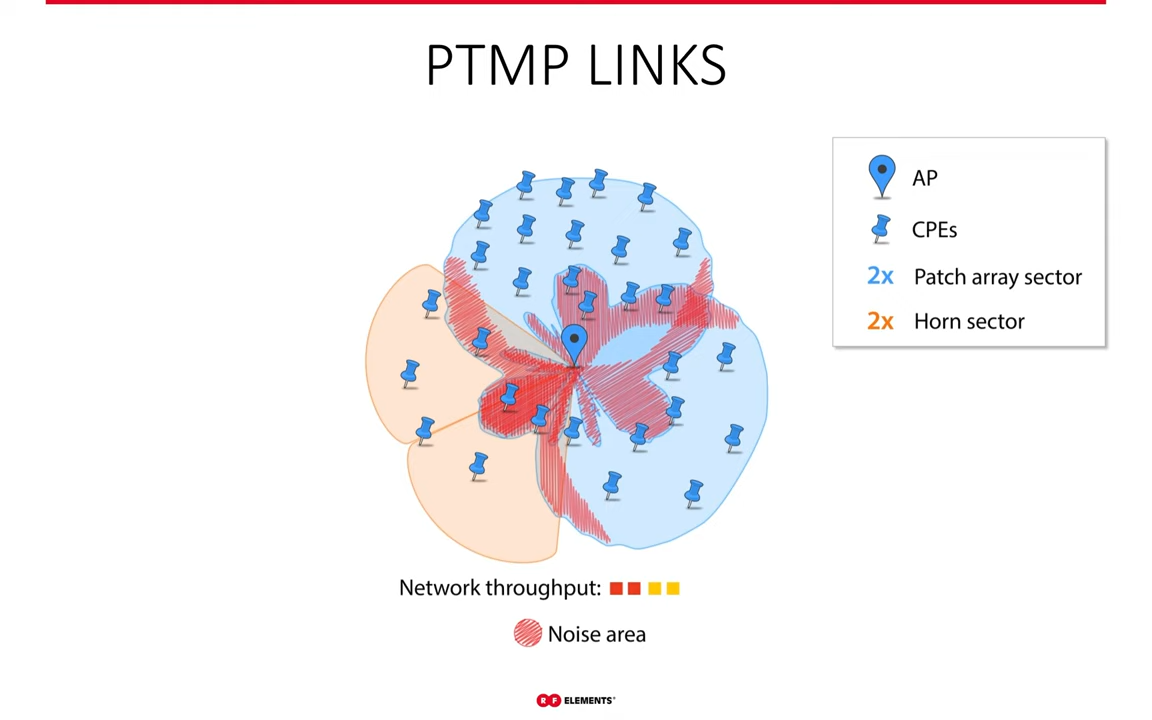 PTMP LINKS
AP
CPEs
2x Patch array sector
2x Horn sector
Network throughput:
Noise area
RF ELEMENTS®